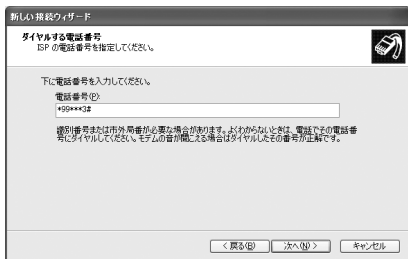 新しい接続ウィザード
ダイヤルする電話番号
ISP の電話番号を指定してください。
下に電話番号を入力してください。
電話番号(P):
*99***3#
識別番号または市外局番が必要な場合があります。よくわからないときは、電話でその電話番
号にダイヤルしてください。モデムの音が聞こえる場合はダイヤルしたその番号が正解です。
< 戻る(B)
次へ(N) >
キャンセル